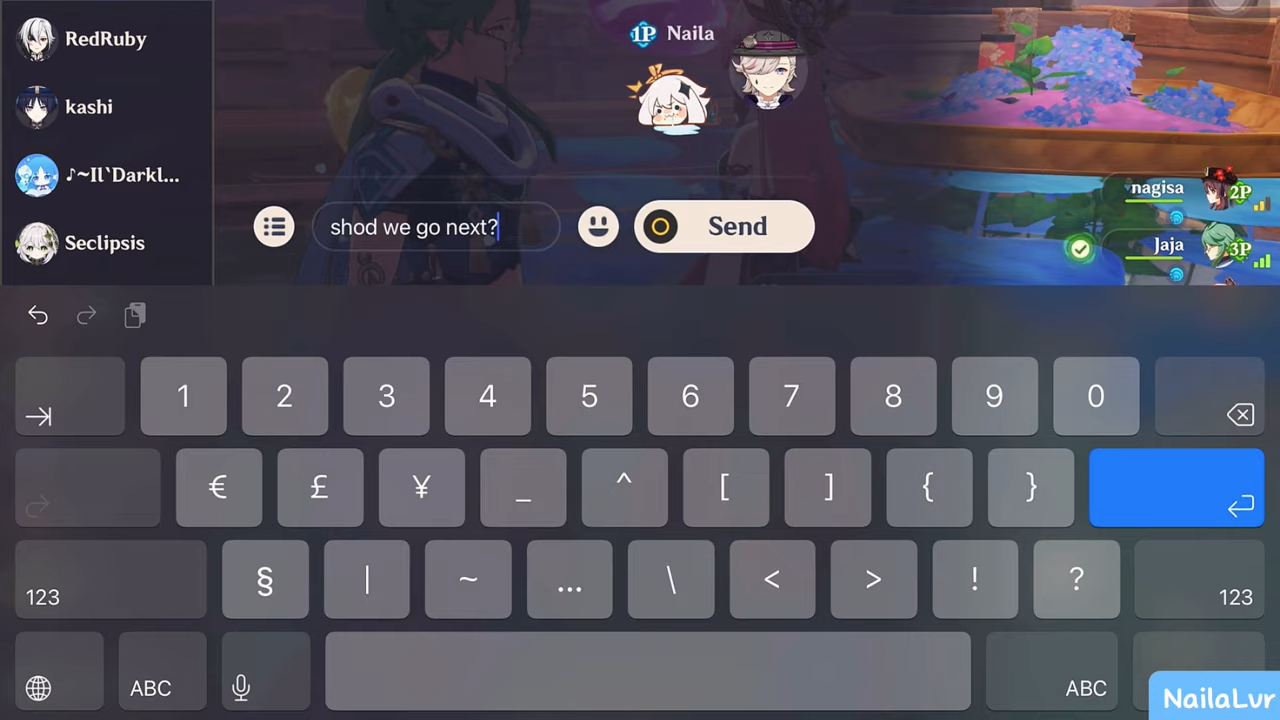 RedRuby
kashi
♪~Il`Darkl...
Seclipsis
1P Naila
shod we go next?
Send
nagisa 2P
Jaja 3P
1 2 3 4 5 6 7 8 9 0
€ £ ¥ _ ^ [ ] { }
123 § | ~ ... \ < > ! ? 123
ABC ABC
NailaLvr